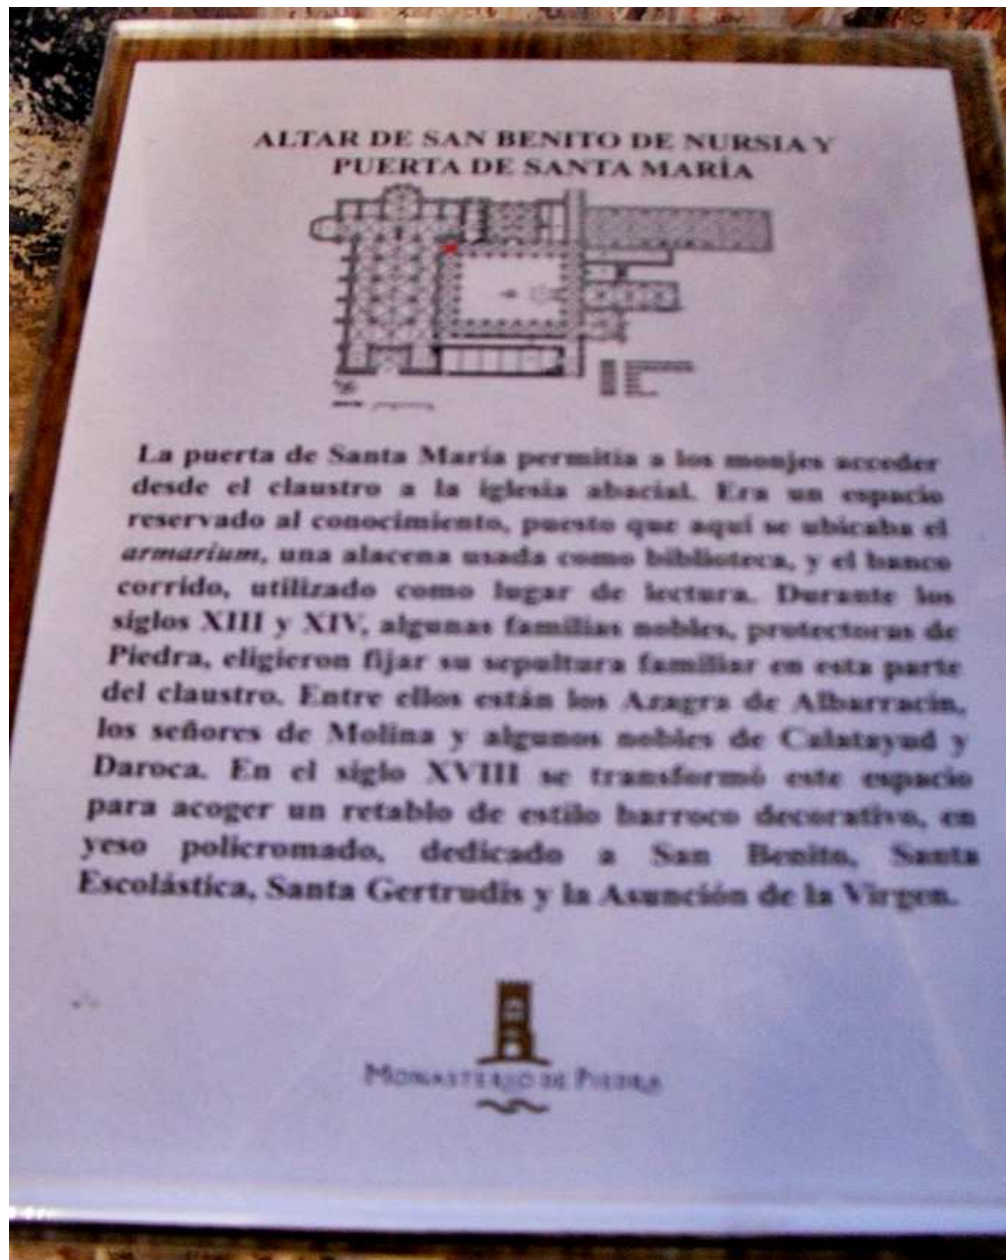 ALTAR DE SAN BENITO DE NURSIA Y
PUERTA DE SANTA MARÍA
La puerta de Santa María permitía a los monjes acceder
desde el claustro a la iglesia abacial. Era un espacio
reservado al conocimiento, puesto que aquí se ubicaba el
armarium, una alacena usada como biblioteca, y el banco
corrido, utilizado como lugar de lectura. Durante los
siglos XIII y XIV, algunas familias nobles, protectoras de
Piedra, eligieron fijar su sepultura familiar en esta parte
del claustro. Entre ellos están los Azagra de Albarracín,
los señores de Molina y algunos nobles de Calatayud y
Daroca. En el siglo XVIII se transformó este espacio
para acoger un retablo de estilo barroco decorativo, en
yeso policromado, dedicado a San Benito, Santa
Escolástica, Santa Gertrudis y la Asunción de la Virgen.
MONASTERIO DE PIEDRA